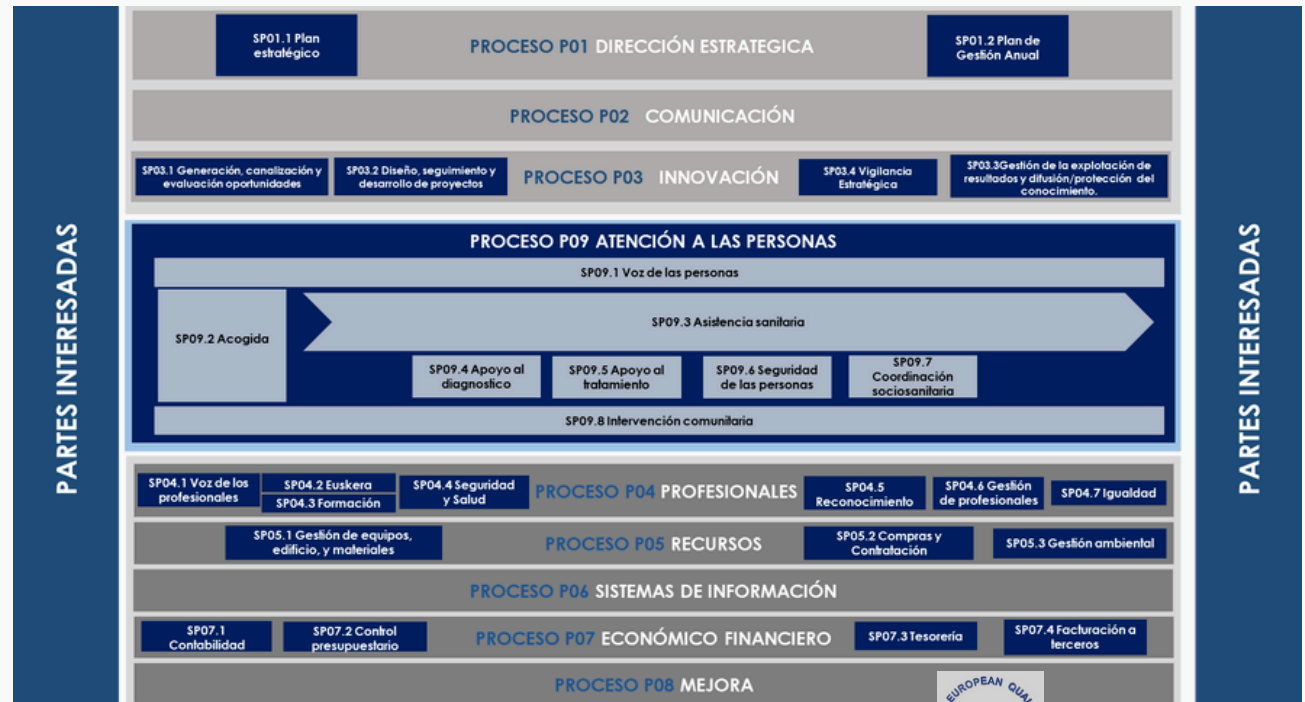 PARTES INTERESADAS
SP01.1 Plan
estratégico
PROCESO P01 DIRECCIÓN ESTRATEGICA
SP01.2 Plan de
Gestión Anual
PROCESO P02 COMUNICACIÓN
SP03.1 Generación, canalización y
evaluación oportunidades
SP03.2 Diseño, seguimiento y
desarrollo de proyectos
PROCESO P03 INNOVACIÓN
SP03.4 Vigilancia
Estratégica
SP03.3Gestión de la explotación de
resultados y difusión/protección del
conocimiento.
PROCESO P09 ATENCIÓN A LAS PERSONAS
SP09.1 Voz de las personas
SP09.2 Acogida
SP09.3 Asistencia sanitaria
SP09.4 Apoyo al
diagnostico
SP09.5 Apoyo al
tratamiento
SP09.6 Seguridad
de las personas
SP09.7
Coordinación
sociosanitaria
SP09.8 Intervención comunitaria
SP04.1 Voz de los
profesionales
SP04.2 Euskera
SP04.3 Formación
SP04.4 Seguridad
y Salud
PROCESO P04 PROFESIONALES
SP04.5
Reconocimiento
SP04.6 Gestión
de profesionales
SP04.7 Igualdad
SP05.1 Gestión de equipos,
edificio, y materiales
PROCESO P05 RECURSOS
SP05.2 Compras y
Contratación
SP05.3 Gestión ambiental
PROCESO P06 SISTEMAS DE INFORMACIÓN
SP07.1
Contabilidad
SP07.2 Control
presupuestario
PROCESO P07 ECONÓMICO FINANCIERO
SP07.3 Tesorería
SP07.4 Facturación a
terceros
PROCESO P08 MEJORA
EUROPEAN
PARTES INTERESADAS